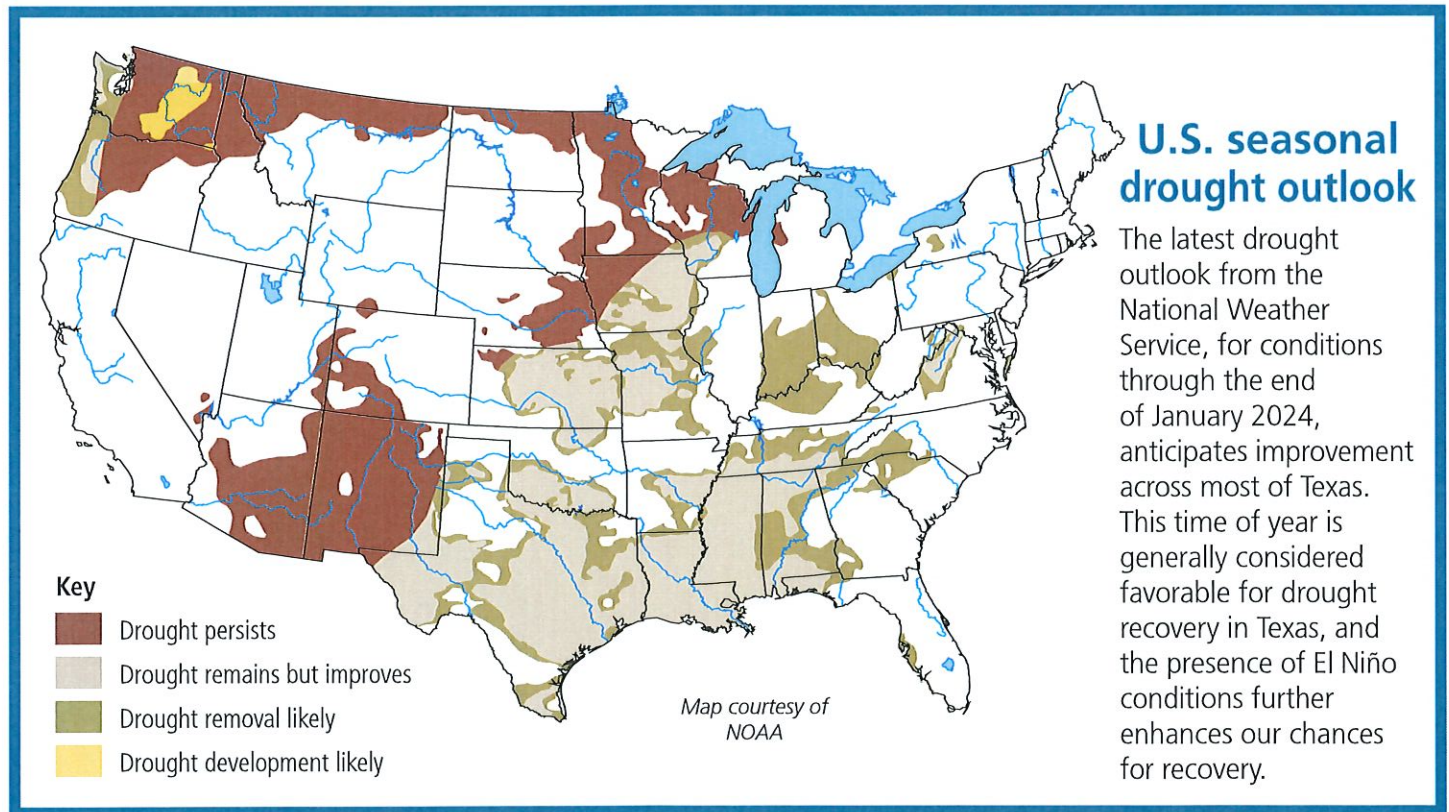 U.S. seasonal
drought outlook
The latest drought
outlook from the
National Weather
Service, for conditions
through the end
of January 2024,
anticipates improvement
across most of Texas.
This time of year is
generally considered
favorable for drought
recovery in Texas, and
the presence of El Niño
conditions further
enhances our chances
for recovery.
Key
Drought persists
Drought remains but improves
Drought removal likely
Drought development likely
Map courtesy of
NOAA